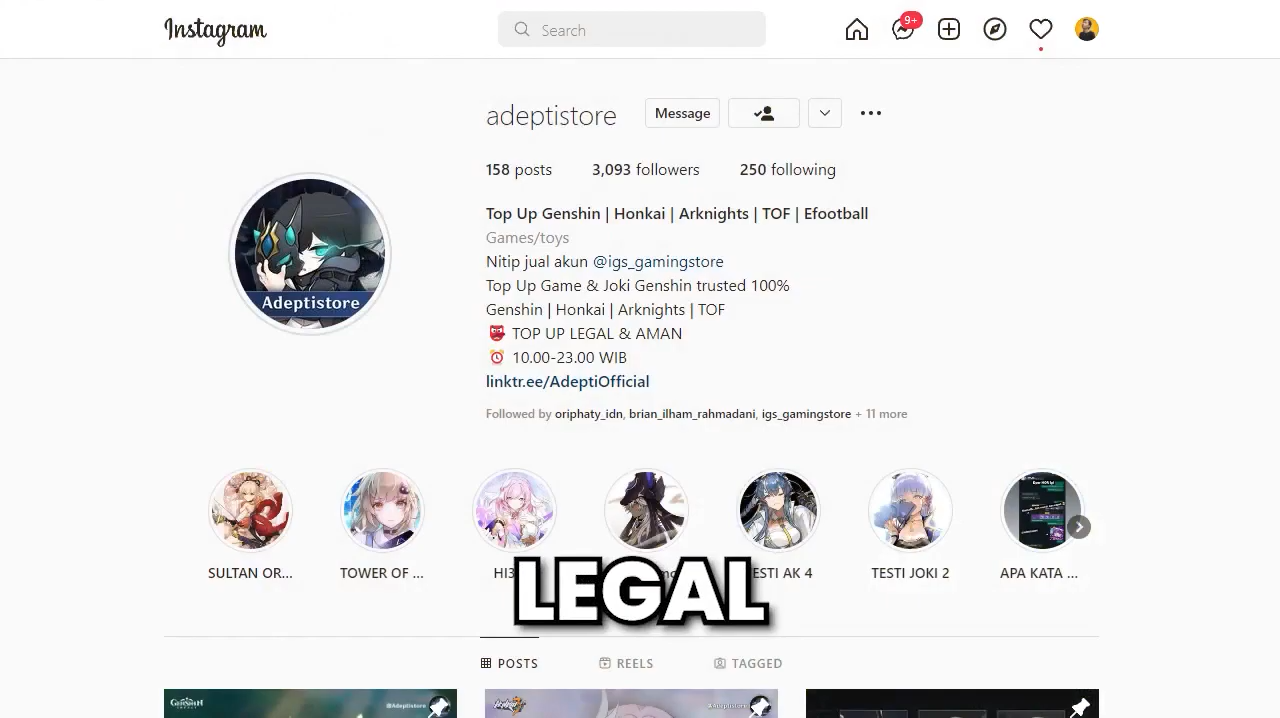 Instagram
Search
9+
adeptistore
Message
158 posts
3,093 followers
250 following
Top Up Genshin | Honkai | Arknights | TOF | Efootball
Games/toys
Nitip jual akun @igs_gamingstore
Top Up Game & Joki Genshin trusted 100%
Genshin | Honkai | Arknights | TOF
👹 TOP UP LEGAL & AMAN
⏰ 10.00-23.00 WIB
linktr.ee/AdeptiOfficial
Followed by oriphaty_idn, brian_ilham_rahmadani, igs_gamingstore + 11 more
Adeptistore
SULTAN OR...
TOWER OF ...
TESTI JOKI 2
APA KATA ...
LEGAL
POSTS
REELS
TAGGED
GENSHIN
@Adeptistore